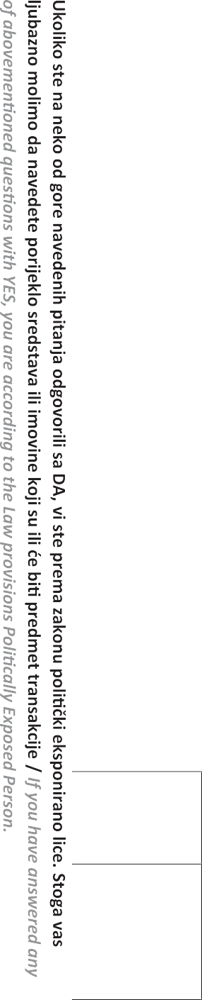 Ukoliko ste na neko od gore navedenih pitanja odgovorili sa DA, vi ste prema zakonu politički eksponirano lice. Stoga vas
ljubazno molimo da navedete porijeklo sredstava ili imovine koji su ili će biti predmet transakcije / If you have answered any
of abovementioned questions with YES, you are according to the Law provisions Politically Exposed Person.